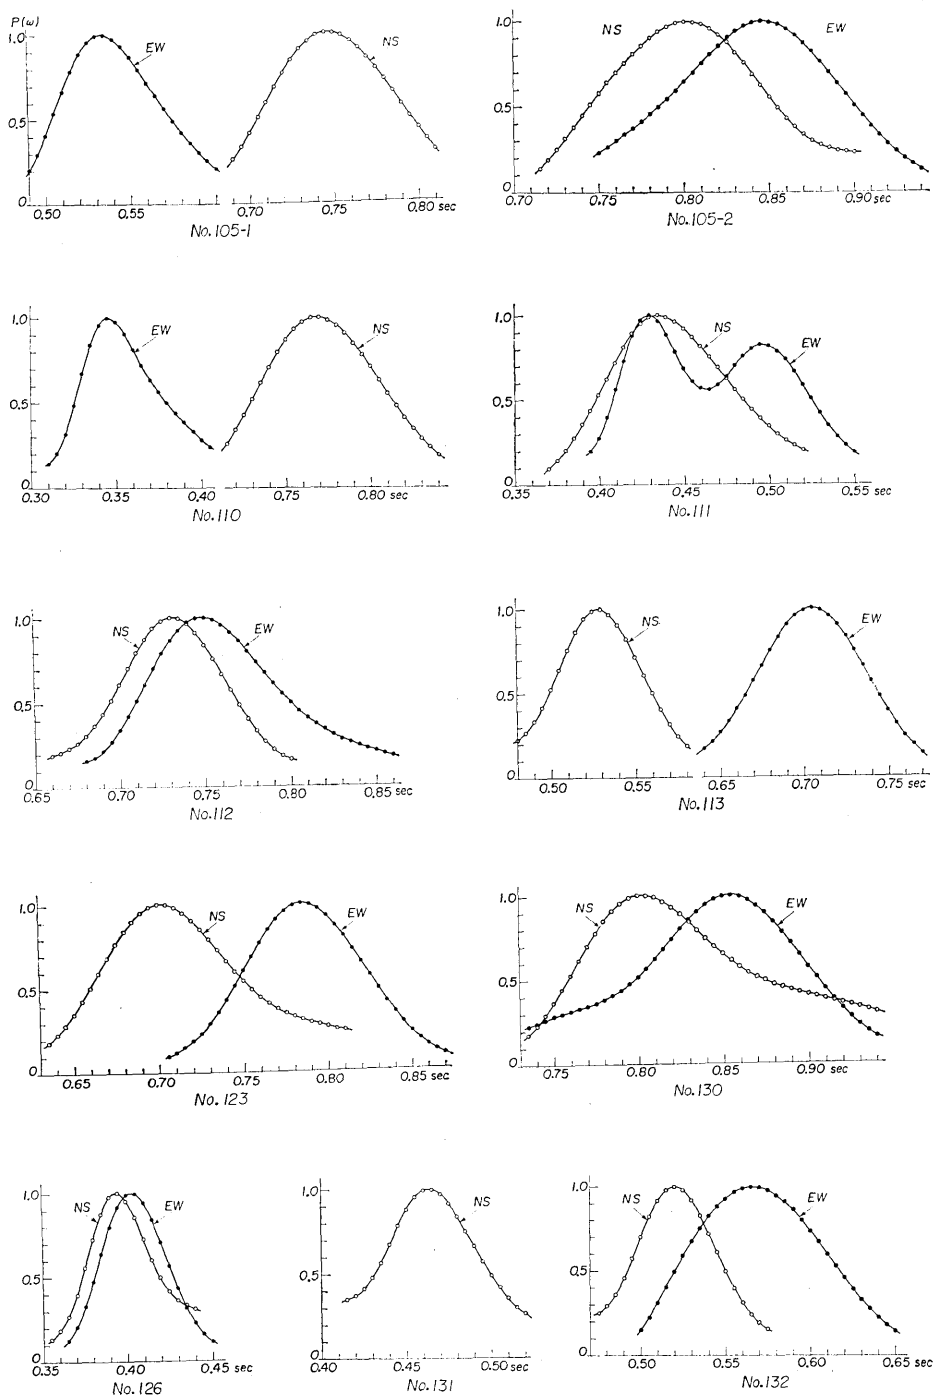 P(ω)
1.0
EW
NS
0.5
0
0.50 0.55 0.70 0.75 0.80 sec
No.105-1
1.0
NS
EW
0.5
0
0.70 0.75 0.80 0.85 0.90 sec
No.105-2
1.0
EW
NS
0.5
0
0.30 0.35 0.40 0.75 0.80 sec
No.110
1.0
NS
EW
0.5
0
0.35 0.40 0.45 0.50 0.55 sec
No.111
1.0
NS
EW
0.5
0
0.65 0.70 0.75 0.80 0.85 sec
No.112
1.0
NS
EW
0.5
0
0.50 0.55 0.65 0.70 0.75 sec
No.113
1.0
NS
EW
0.5
0
0.65 0.70 0.75 0.80 0.85 sec
No.123
1.0
NS
EW
0.5
0
0.75 0.80 0.85 0.90 sec
No.130
1.0
NS
EW
0.5
0
0.35 0.40 0.45 sec
No.126
1.0
NS
0.5
0
0.40 0.45 0.50 sec
No.131
1.0
NS
EW
0.5
0
0.50 0.55 0.60 0.65 sec
No.132